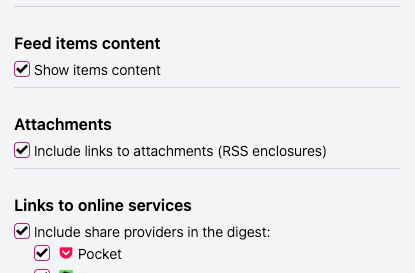 Feed items content
Show items content
Attachments
Include links to attachments (RSS enclosures)
Links to online services
Include share providers in the digest:
Pocket